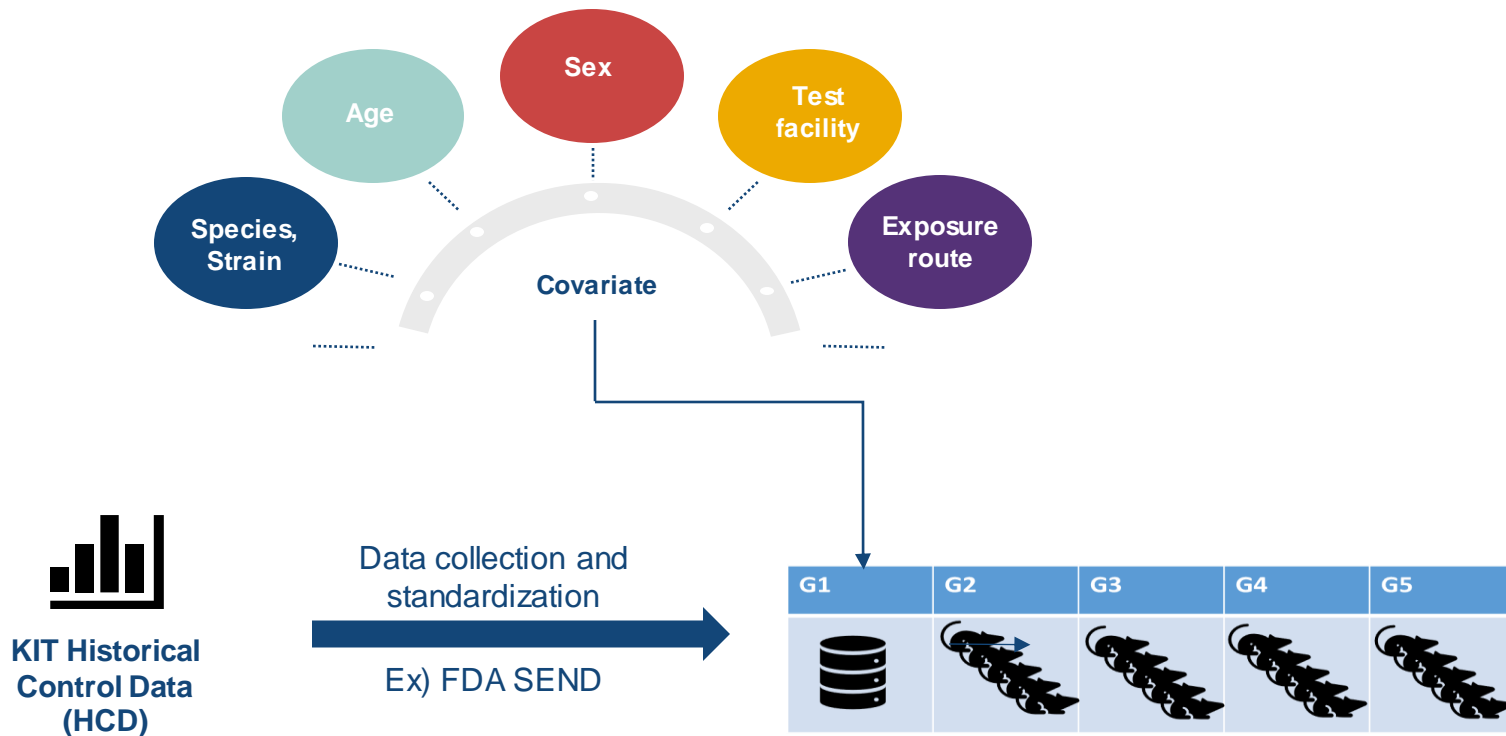 Sex
Age
Test
facility
Species,
Strain
Exposure
route
Covariate
Data collection and
standardization
Ex) FDA SEND
KIT Historical
Control Data
(HCD)
G1 G2 G3 G4 G5